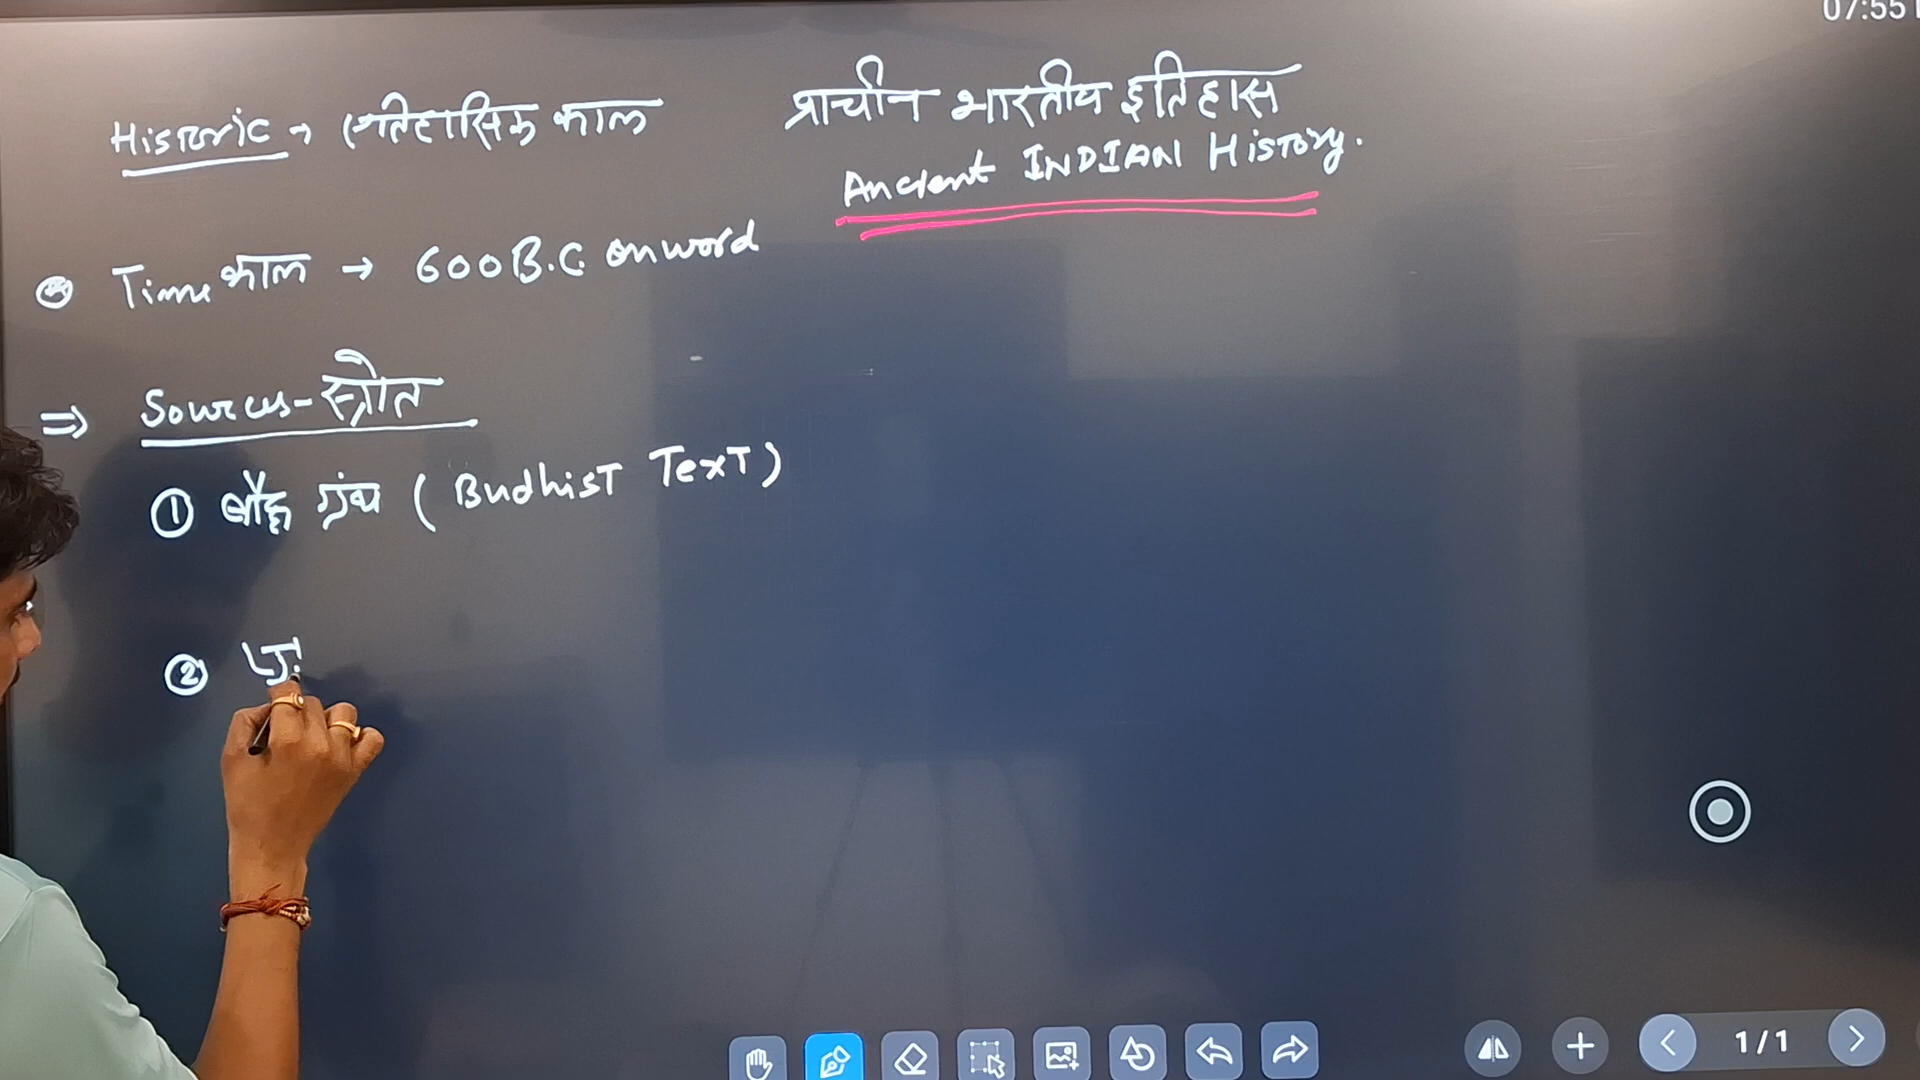 07:55
प्राचीन भारतीय इतिहास
Ancient INDIAN History.
Historic → ऐतिहासिक काल
Time काल → 600 B.C. onword
⇒ Sources - स्त्रोत
① बौद्ध ग्रंथ ( Budhist Text )
②
1/1